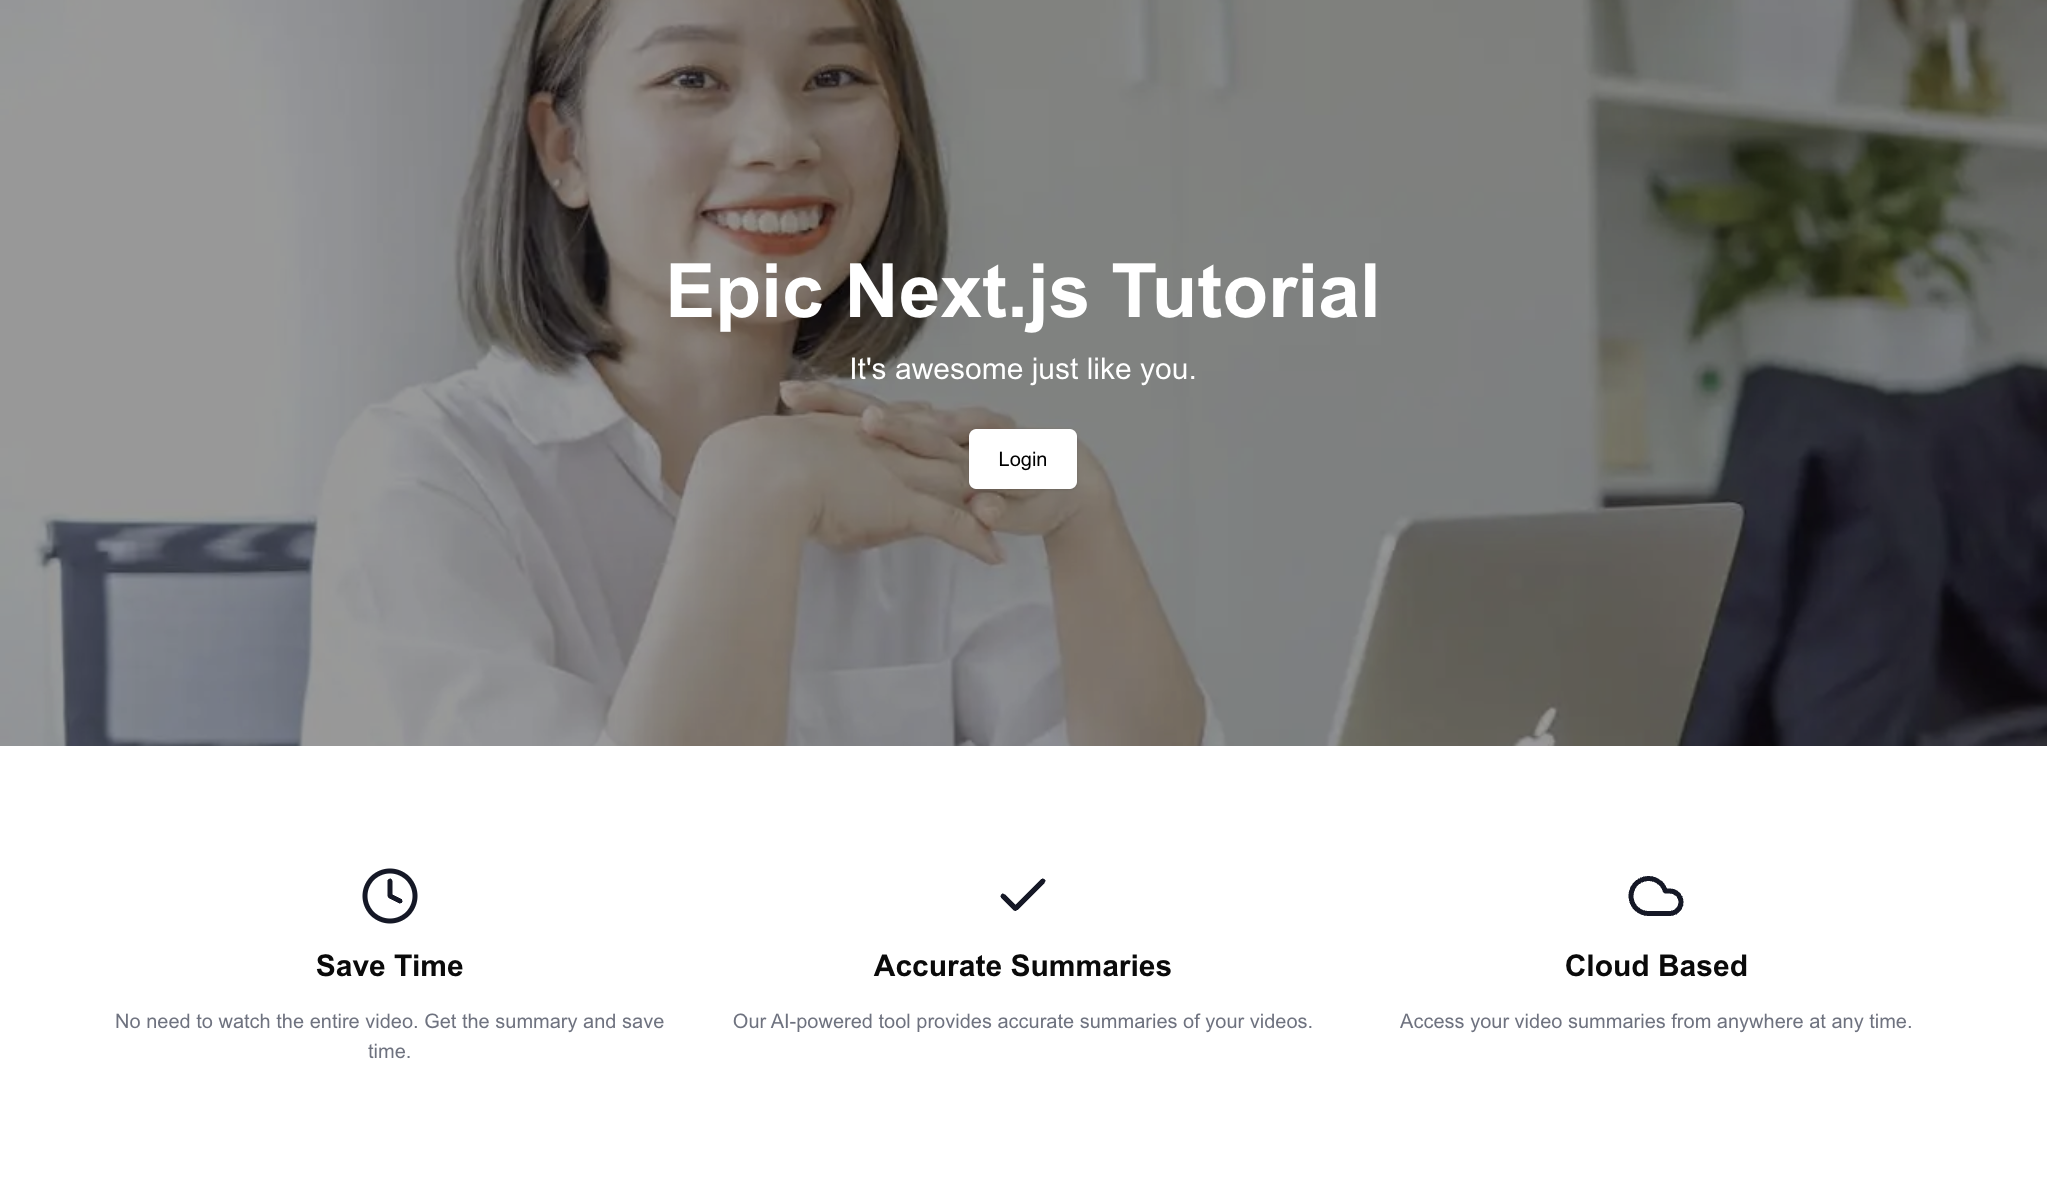 Epic Next.js Tutorial
It's awesome just like you.
Login
Save Time
No need to watch the entire video. Get the summary and save
time.
Accurate Summaries
Our AI-powered tool provides accurate summaries of your videos.
Cloud Based
Access your video summaries from anywhere at any time.